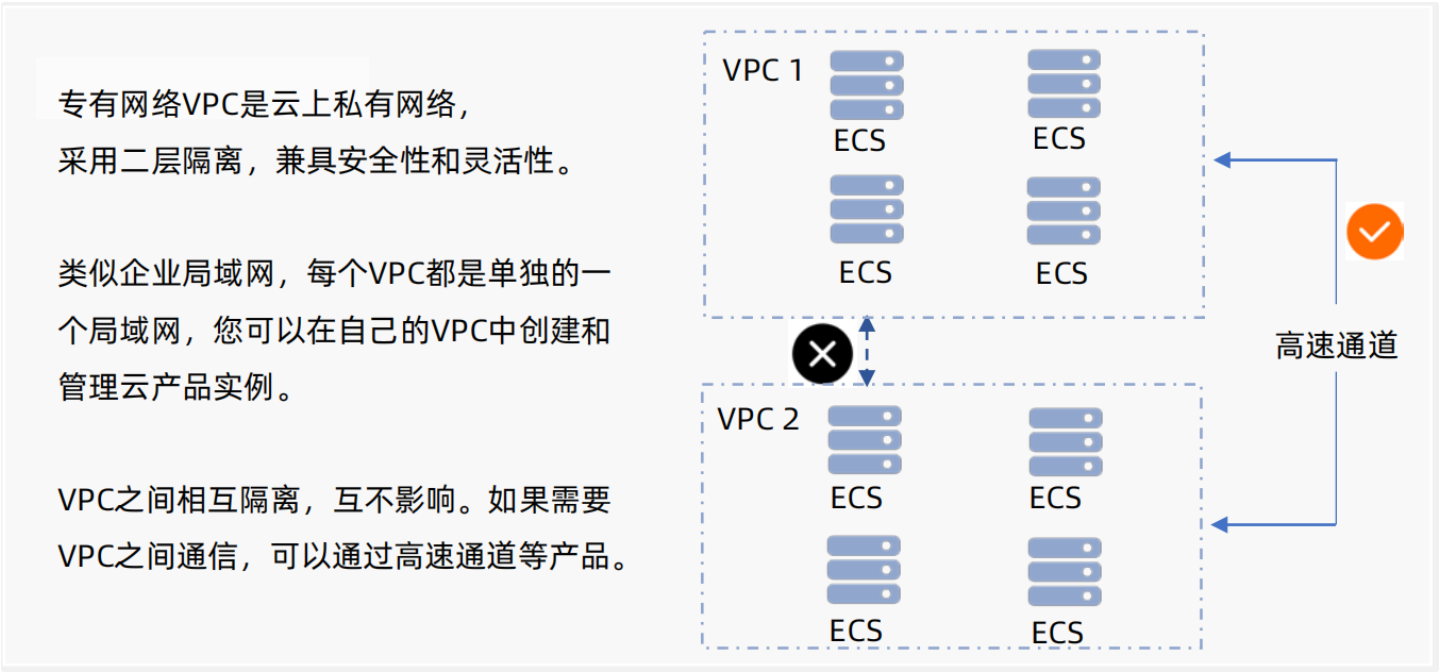 专有网络VPC是云上私有网络，
采用二层隔离，兼具安全性和灵活性。
类似企业局域网，每个VPC都是单独的一
个局域网，您可以在自己的VPC中创建和
管理云产品实例。
VPC之间相互隔离，互不影响。如果需要
VPC之间通信，可以通过高速通道等产品。
VPC 1
ECS
ECS
ECS
ECS
高速通道
VPC 2
ECS
ECS
ECS
ECS